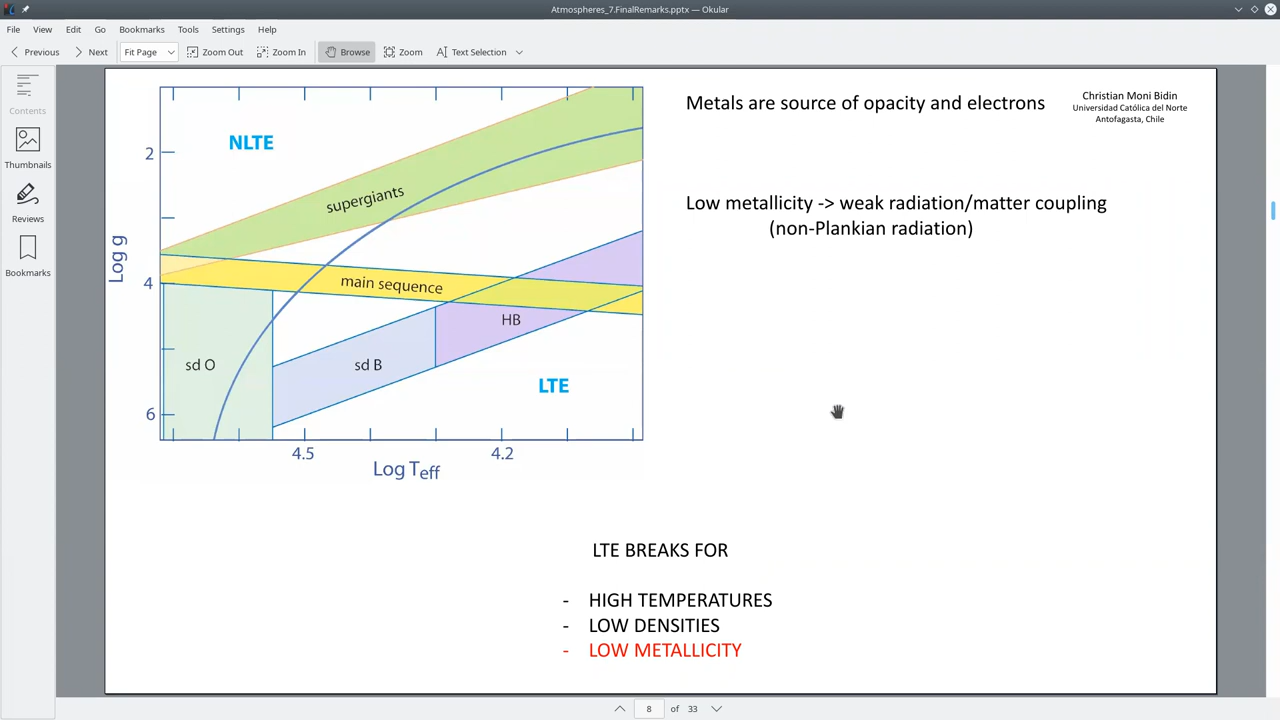 Atmospheres_7.FinalRemarks.pptx — Okular
File View Edit Go Bookmarks Tools Settings Help
Previous Next Fit Page Zoom Out Zoom In Browse Zoom Text Selection
Contents
Thumbnails
Reviews
Bookmarks
NLTE
supergiants
main sequence
HB
sd O
sd B
LTE
2
4
6
Log g
4.5 4.2
Log Teff
Metals are source of opacity and electrons
Christian Moni Bidin
Universidad Católica del Norte
Antofagasta, Chile
Low metallicity -> weak radiation/matter coupling
(non-Plankian radiation)
LTE BREAKS FOR
- HIGH TEMPERATURES
- LOW DENSITIES
- LOW METALLICITY
8 of 33